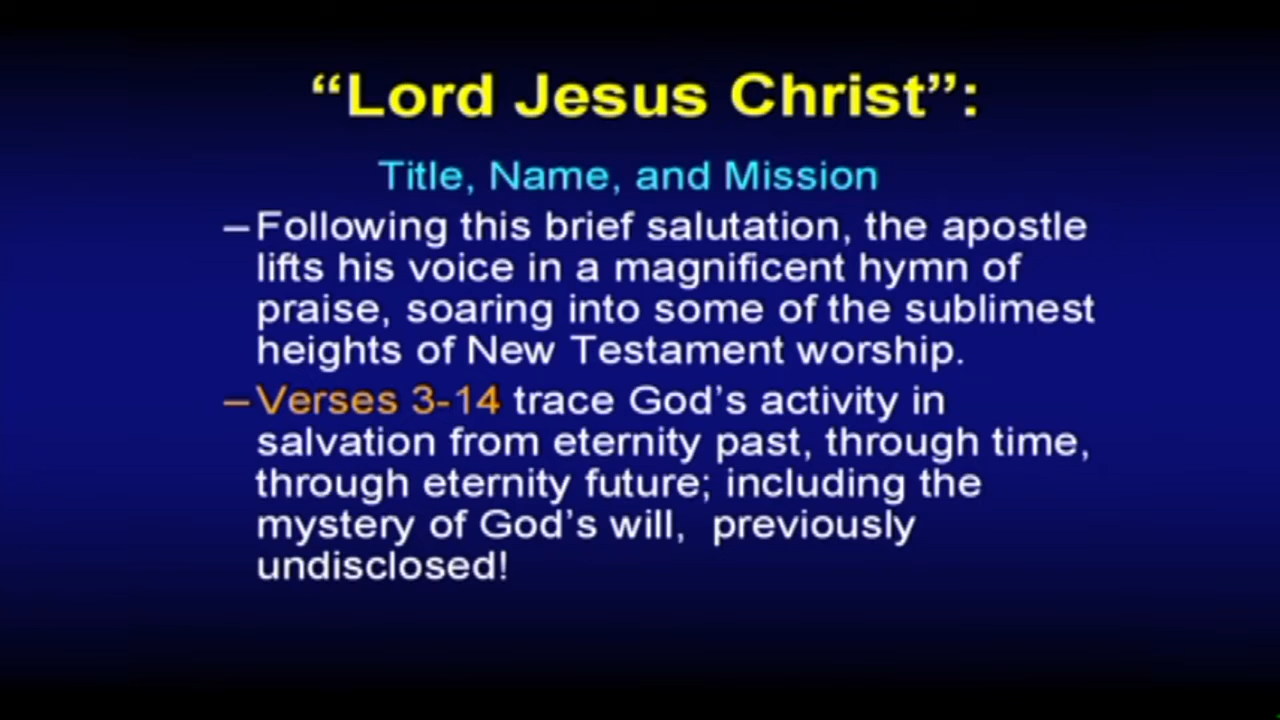 “Lord Jesus Christ”:
Title, Name, and Mission
–Following this brief salutation, the apostle
lifts his voice in a magnificent hymn of
praise, soaring into some of the sublimest
heights of New Testament worship.
–Verses 3-14 trace God’s activity in
salvation from eternity past, through time,
through eternity future; including the
mystery of God’s will,  previously
undisclosed!